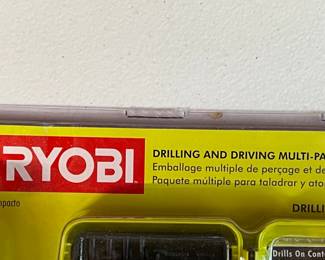 RYOBI
DRILLING AND DRIVING MULTI-PA
Emballage multiple de perçage et de
Paquete múltiple para taladrar y ato
mpacto
DRILLI
Drills On Cont